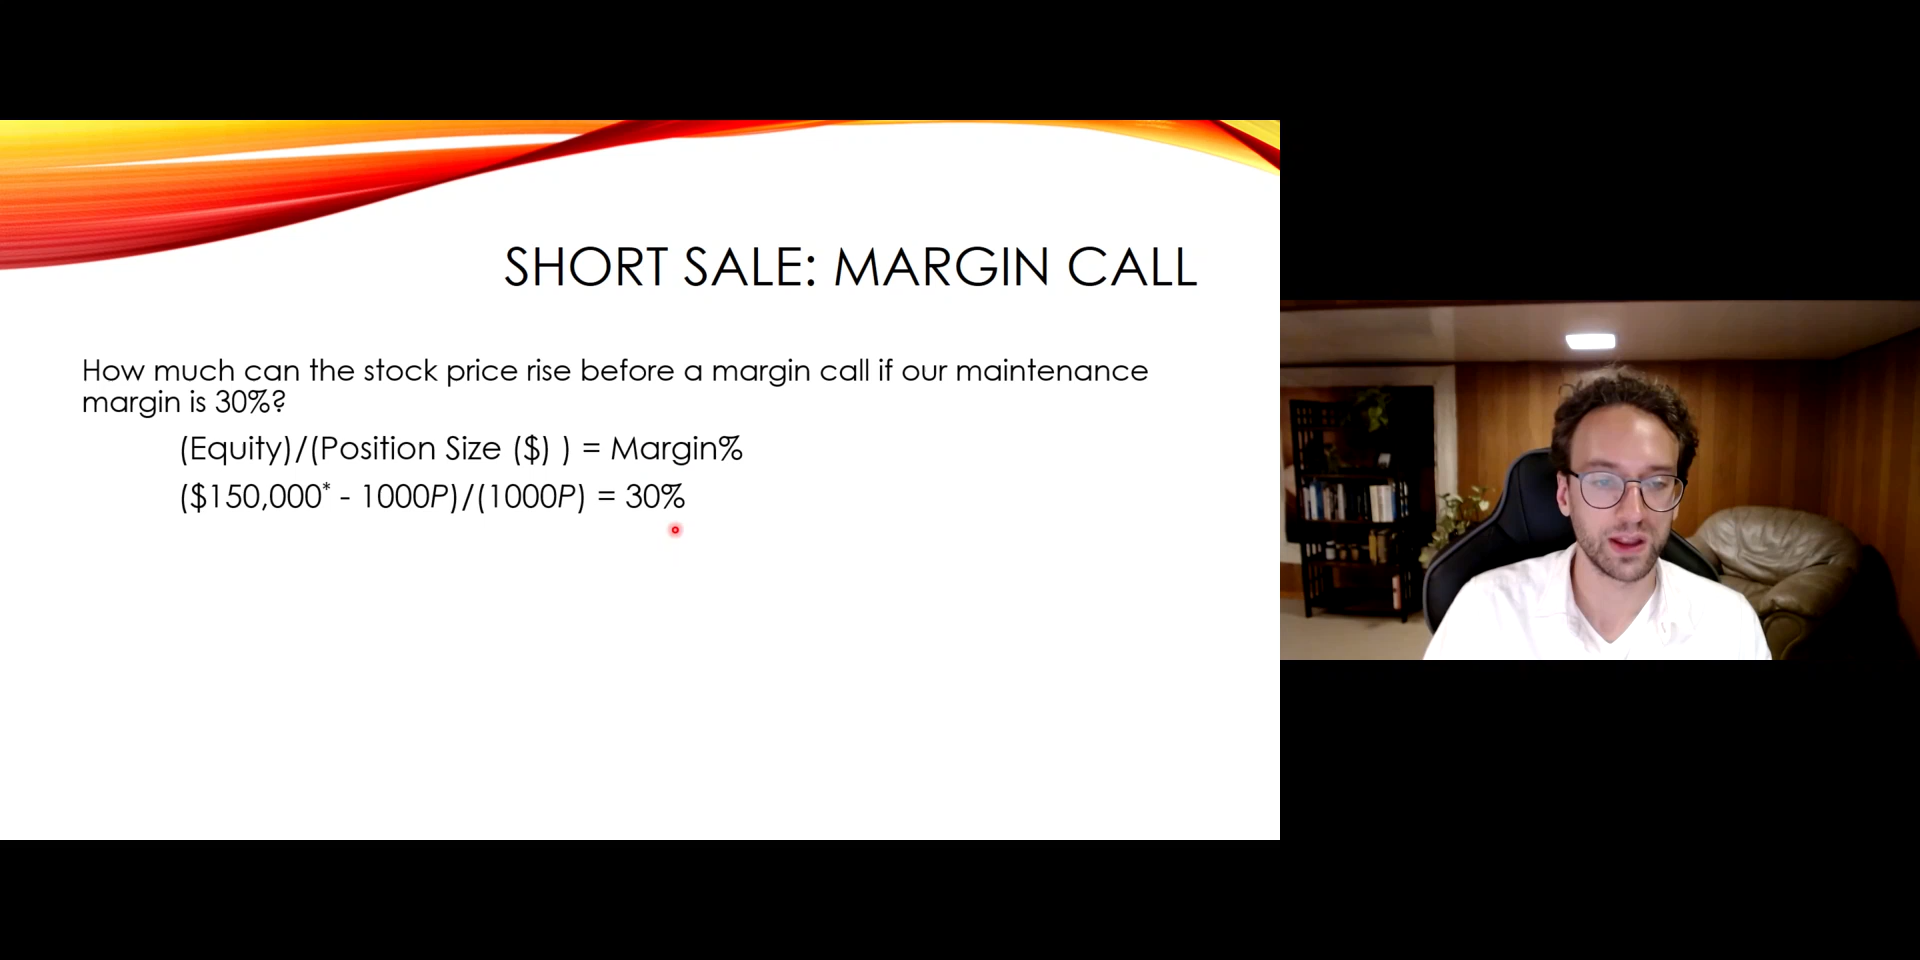 SHORT SALE: MARGIN CALL
How much can the stock price rise before a margin call if our maintenance
margin is 30%?
(Equity)/(Position Size ($) ) = Margin%
($150,000* - 1000P)/(1000P) = 30%